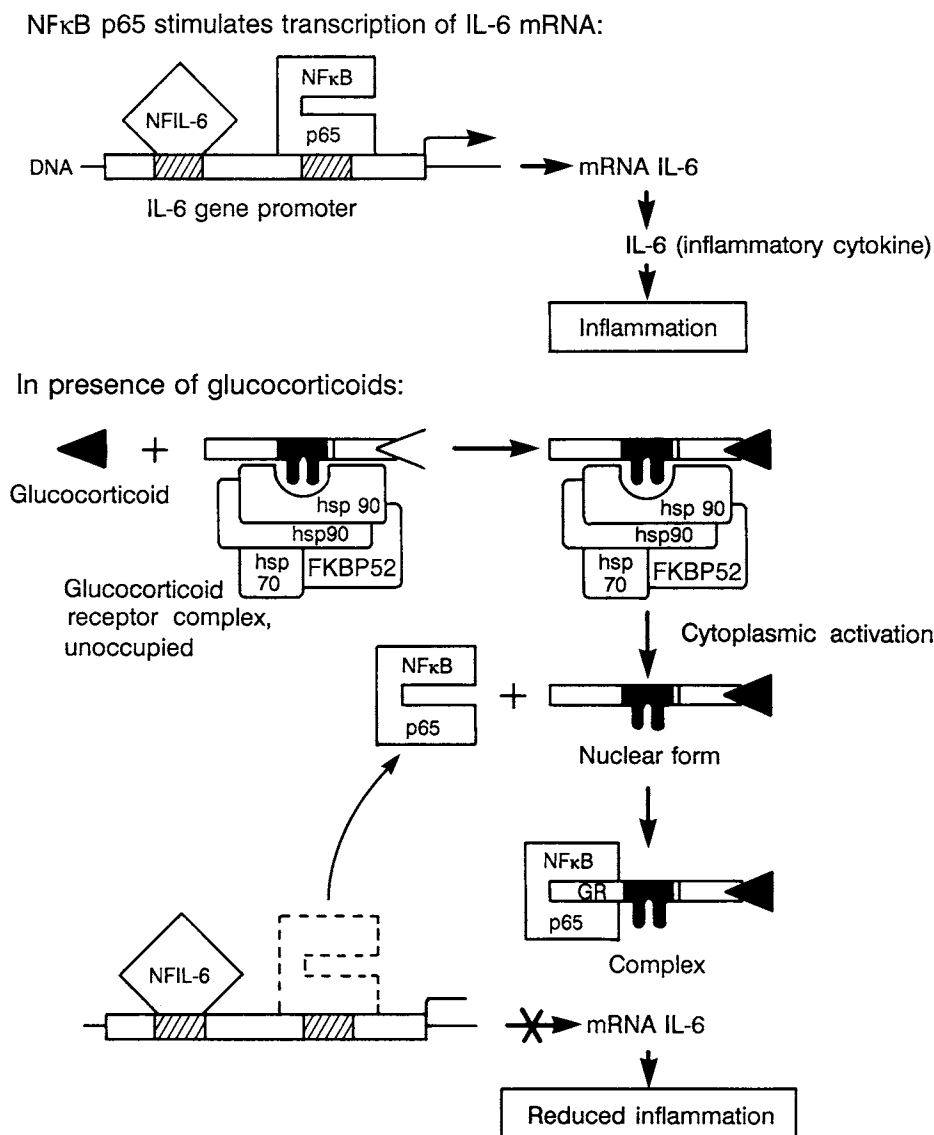 NFκB p65 stimulates transcription of IL-6 mRNA:
NFκB
NFIL-6
p65
DNA
mRNA IL-6
IL-6 gene promoter
IL-6 (inflammatory cytokine)
Inflammation
In presence of glucocorticoids:
+
Glucocorticoid
hsp 90
hsp90
hsp
70
FKBP52
hsp 90
hsp90
hsp
70
FKBP52
Glucocorticoid
receptor complex,
unoccupied
Cytoplasmic activation
NFκB
p65
+
Nuclear form
NFκB
GR
p65
Complex
NFIL-6
mRNA IL-6
Reduced inflammation